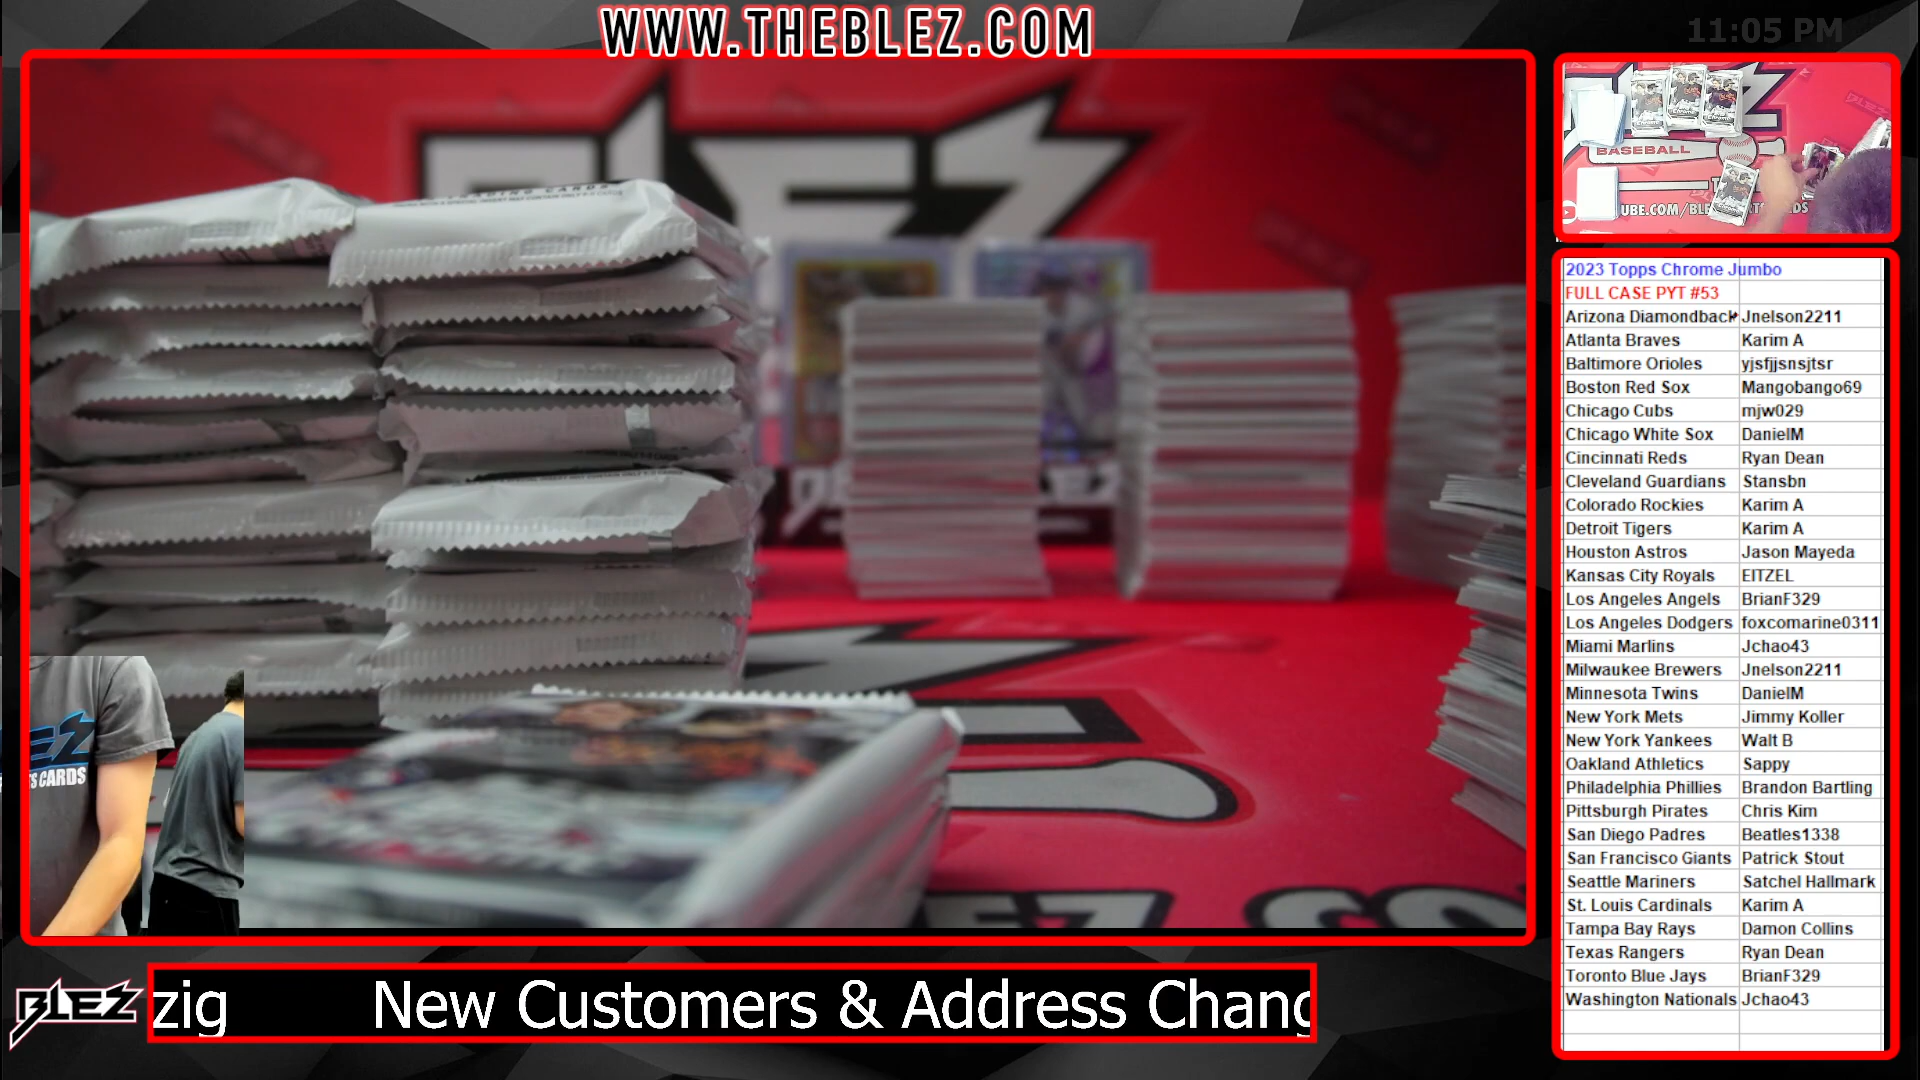 WWW.THEBLEZ.COM
11:05 PM
BASEBALL
2023 Topps Chrome Jumbo
FULL CASE PYT #53
Arizona Diamondback Jnelson2211
Atlanta Braves Karim A
Baltimore Orioles yjsfjjsnsjtsr
Boston Red Sox Mangobango69
Chicago Cubs mjw029
Chicago White Sox DanielM
Cincinnati Reds Ryan Dean
Cleveland Guardians Stansbn
Colorado Rockies Karim A
Detroit Tigers Karim A
Houston Astros Jason Mayeda
Kansas City Royals EITZEL
Los Angeles Angels BrianF329
Los Angeles Dodgers foxcomarine0311
Miami Marlins Jchao43
Milwaukee Brewers Jnelson2211
Minnesota Twins DanielM
New York Mets Jimmy Koller
New York Yankees Walt B
Oakland Athletics Sappy
Philadelphia Phillies Brandon Bartling
Pittsburgh Pirates Chris Kim
San Diego Padres Beatles1338
San Francisco Giants Patrick Stout
Seattle Mariners Satchel Hallmark
St. Louis Cardinals Karim A
Tampa Bay Rays Damon Collins
Texas Rangers Ryan Dean
Toronto Blue Jays BrianF329
Washington Nationals Jchao43
BLEZ
S CARDS
BLEZ
zig New Customers & Address Chang